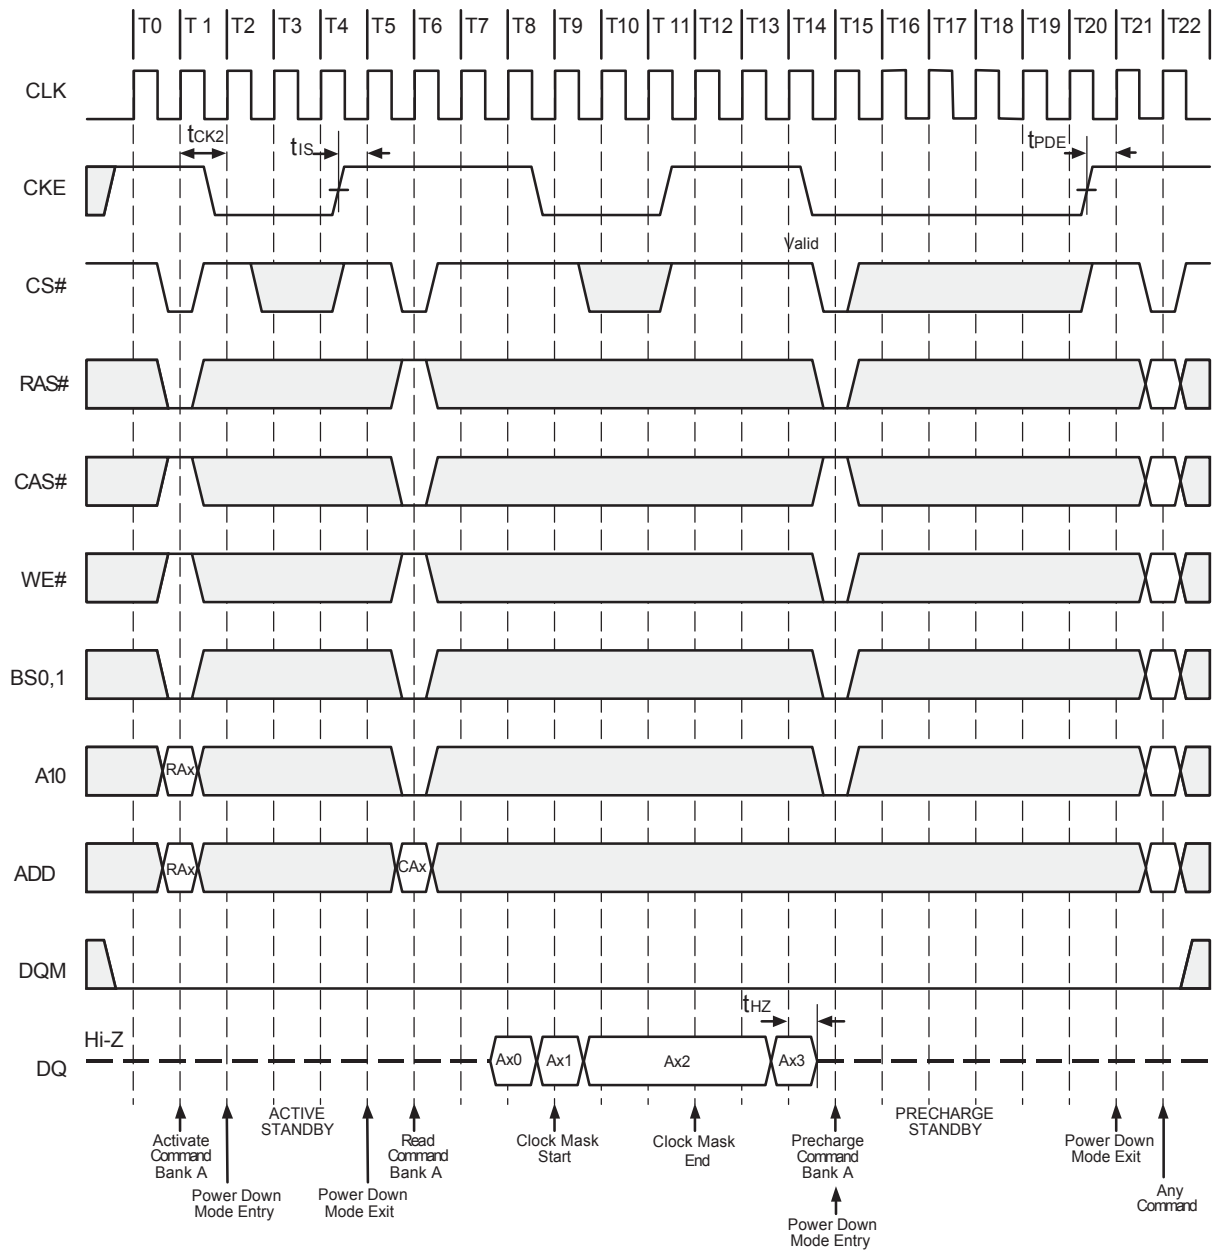 T0 T 1 T2 T3 T4 T5 T6 T7 T8 T9 T10 T 11 T12 T13 T14 T15 T16 T17 T18 T19 T20 T21 T22
CLK
tCK2 tIS tPDE
CKE
Valid
CS#
RAS#
CAS#
WE#
BS0,1
A10 RAx
ADD RAx CAx
DQM
tHZ
Hi-Z
DQ Ax0 Ax1 Ax2 Ax3
Activate
Command
Bank A
Power Down
Mode Entry
ACTIVE
STANDBY
Power Down
Mode Exit
Read
Command
Bank A
Clock Mask
Start
Clock Mask
End
Precharge
Command
Bank A
Power Down
Mode Entry
PRECHARGE
STANDBY
Power Down
Mode Exit
Any
Command